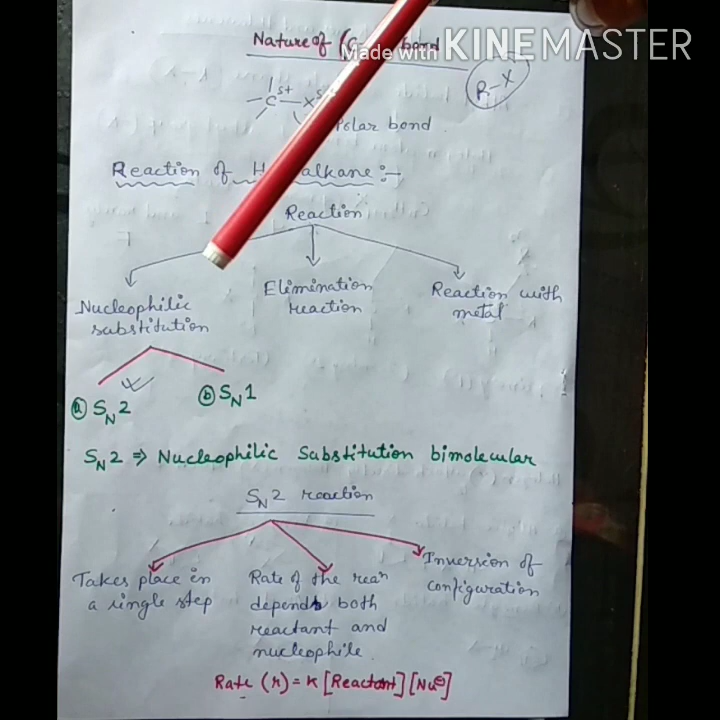 Nature of (C bond
Made with KINEMASTER
R-X
C δ+ — X δ
Polar bond
Reaction of H alkane :-
Reaction
Nucleophilic substitution
Elimination reaction
Reaction with metal
ⓐ SN2
ⓑ SN1
SN2 ⇒ Nucleophilic Substitution bimolecular
SN2 reaction
Takes place in
a single step
Rate of the rean
depends both
reactant and
nucleophile
Inversion of
configuration
Rate (r) = K [Reactant] [Nu⊖]